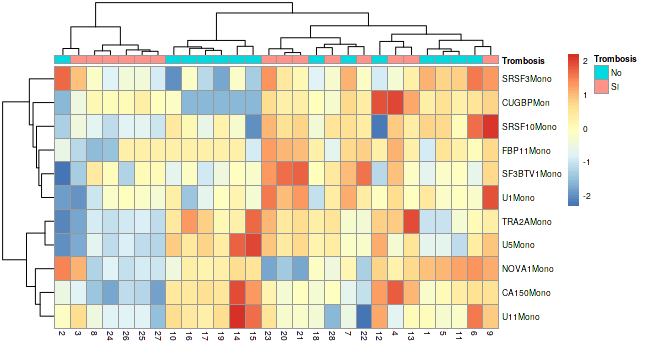 Trombosis
SRSF3Mono
CUGBPMono
SRSF10Mono
FBP11Mono
SF3BTV1Mono
U1Mono
TRA2AMono
U5Mono
NOVA1Mono
CA150Mono
U11Mono
2 3 8 24 26 25 27 10 16 17 19 14 15 23 20 21 18 28 7 22 12 4 13 1 5 11 6 9
2
1
0
-1
-2
Trombosis
No
SI